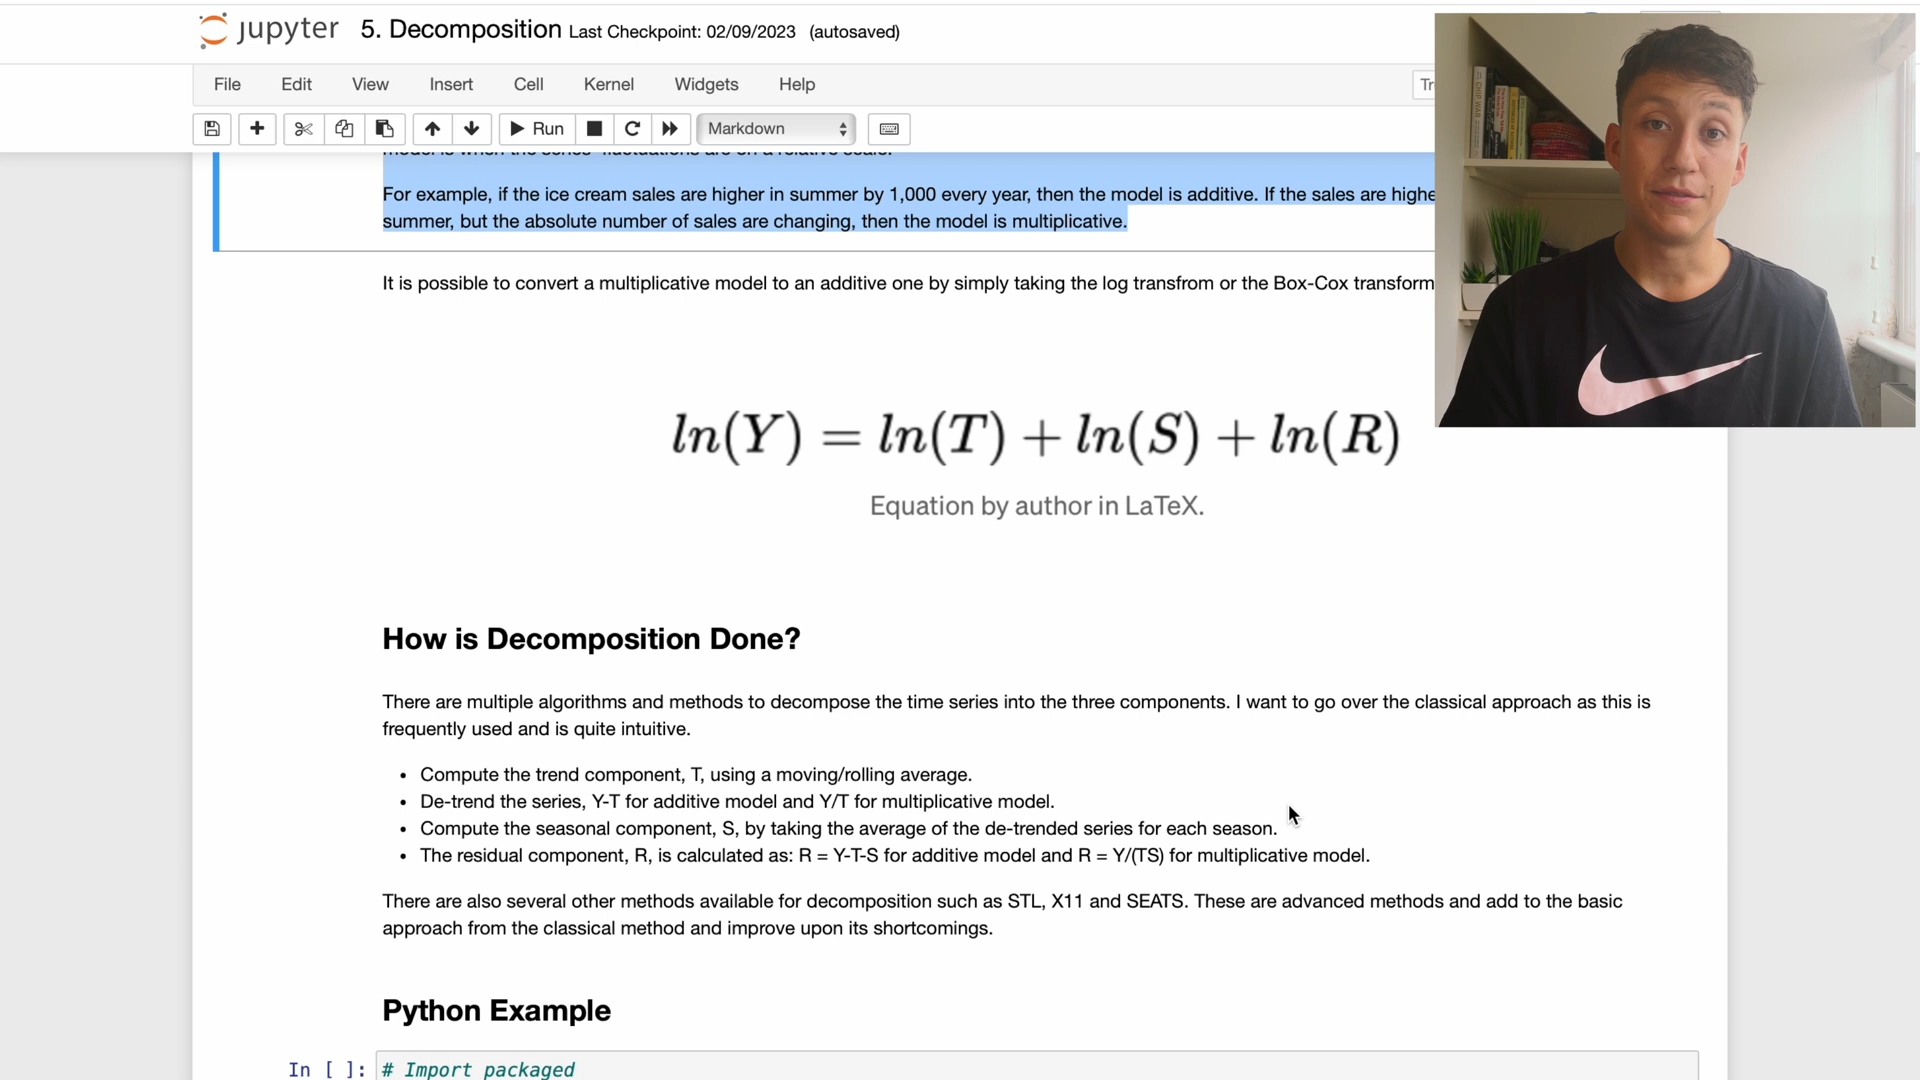 jupyter 5. Decomposition Last Checkpoint: 02/09/2023 (autosaved)
File Edit View Insert Cell Kernel Widgets Help
Run Markdown
For example, if the ice cream sales are higher in summer by 1,000 every year, then the model is additive. If the sales are highe
summer, but the absolute number of sales are changing, then the model is multiplicative.
It is possible to convert a multiplicative model to an additive one by simply taking the log transfrom or the Box-Cox transform
ln(Y) = ln(T) + ln(S) + ln(R)
Equation by author in LaTeX.
How is Decomposition Done?
There are multiple algorithms and methods to decompose the time series into the three components. I want to go over the classical approach as this is
frequently used and is quite intuitive.
• Compute the trend component, T, using a moving/rolling average.
• De-trend the series, Y-T for additive model and Y/T for multiplicative model.
• Compute the seasonal component, S, by taking the average of the de-trended series for each season.
• The residual component, R, is calculated as: R = Y-T-S for additive model and R = Y/(TS) for multiplicative model.
There are also several other methods available for decomposition such as STL, X11 and SEATS. These are advanced methods and add to the basic
approach from the classical method and improve upon its shortcomings.
Python Example
In [ ]: # Import packaged